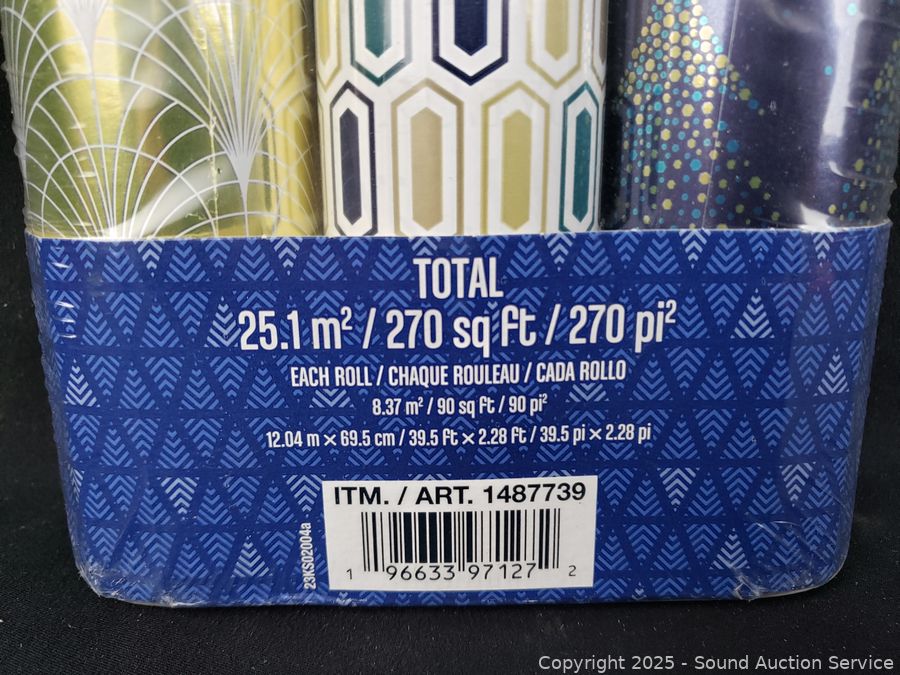 TOTAL
25.1 m² / 270 sq ft / 270 pi²
EACH ROLL / CHAQUE ROULEAU / CADA ROLLO
8.37 m² / 90 sq ft / 90 pi²
12.04 m × 69.5 cm / 39.5 ft × 2.28 ft / 39.5 pi × 2.28 pi
23KS02004a
ITM. / ART. 1487739
1 96633 97127 2
Copyright 2025 - Sound Auction Service